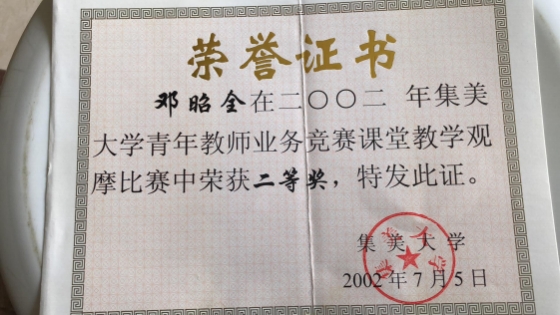 荣誉证书
邓昭全在二〇〇二 年集美
大学青年教师业务竞赛课堂教学观
摩比赛中荣获二等奖，特发此证。
集美大学
2002年7月5日